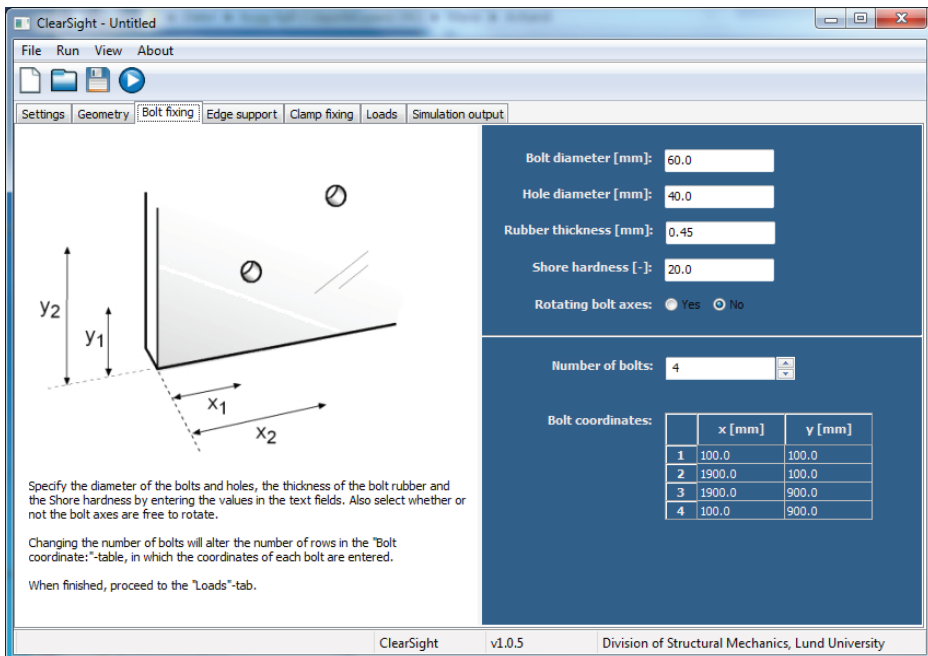 ClearSight - Untitled
File Run View About
Settings Geometry Bolt fixing Edge support Clamp fixing Loads Simulation output
y2
y1
x1
x2
Specify the diameter of the bolts and holes, the thickness of the bolt rubber and
the Shore hardness by entering the values in the text fields. Also select whether or
not the bolt axes are free to rotate.
Changing the number of bolts will alter the number of rows in the "Bolt
coordinate:"-table, in which the coordinates of each bolt are entered.
When finished, proceed to the "Loads"-tab.
Bolt diameter [mm]: 60.0
Hole diameter [mm]: 40.0
Rubber thickness [mm]: 0.45
Shore hardness [-]: 20.0
Rotating bolt axes: Yes No
Number of bolts: 4
Bolt coordinates:
x [mm] y [mm]
1 100.0 100.0
2 1900.0 100.0
3 1900.0 900.0
4 100.0 900.0
ClearSight v1.0.5 Division of Structural Mechanics, Lund University